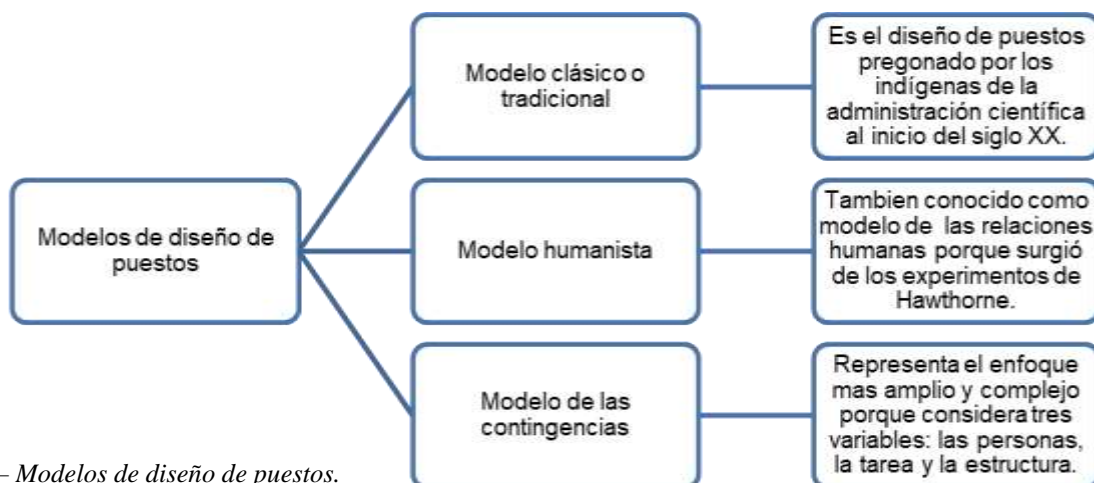 Modelos de diseño de
puestos
Modelo clásico o
tradicional
Es el diseño de puestos
pregonado por los
indígenas de la
administración científica
al inicio del siglo XX.
Modelo humanista
Tambien conocido como
modelo de las relaciones
humanas porque surgió
de los experimentos de
Hawthorne.
Modelo de las
contingencias
Representa el enfoque
mas amplio y complejo
porque considera tres
variables: las personas,
la tarea y la estructura.
– Modelos de diseño de puestos.